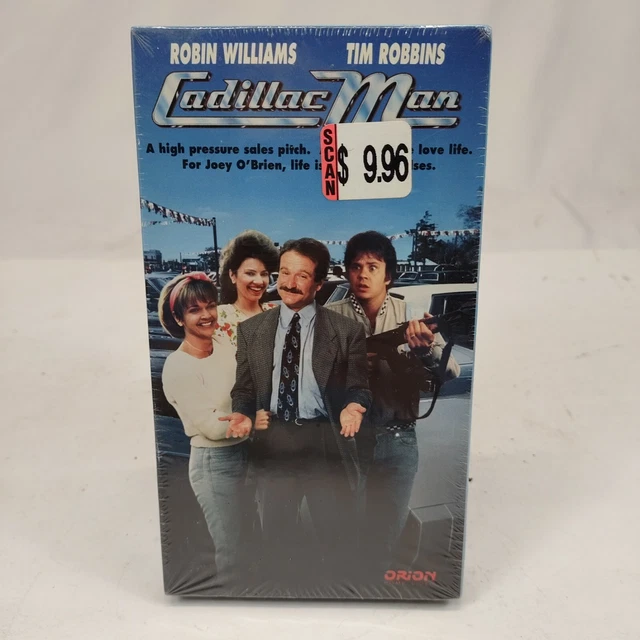 ROBIN WILLIAMS TIM ROBBINS
Cadillac Man
A high pressure sales pitch. love life.
For Joey O'Brien, life is
SCAN
$ 9.96
ORION